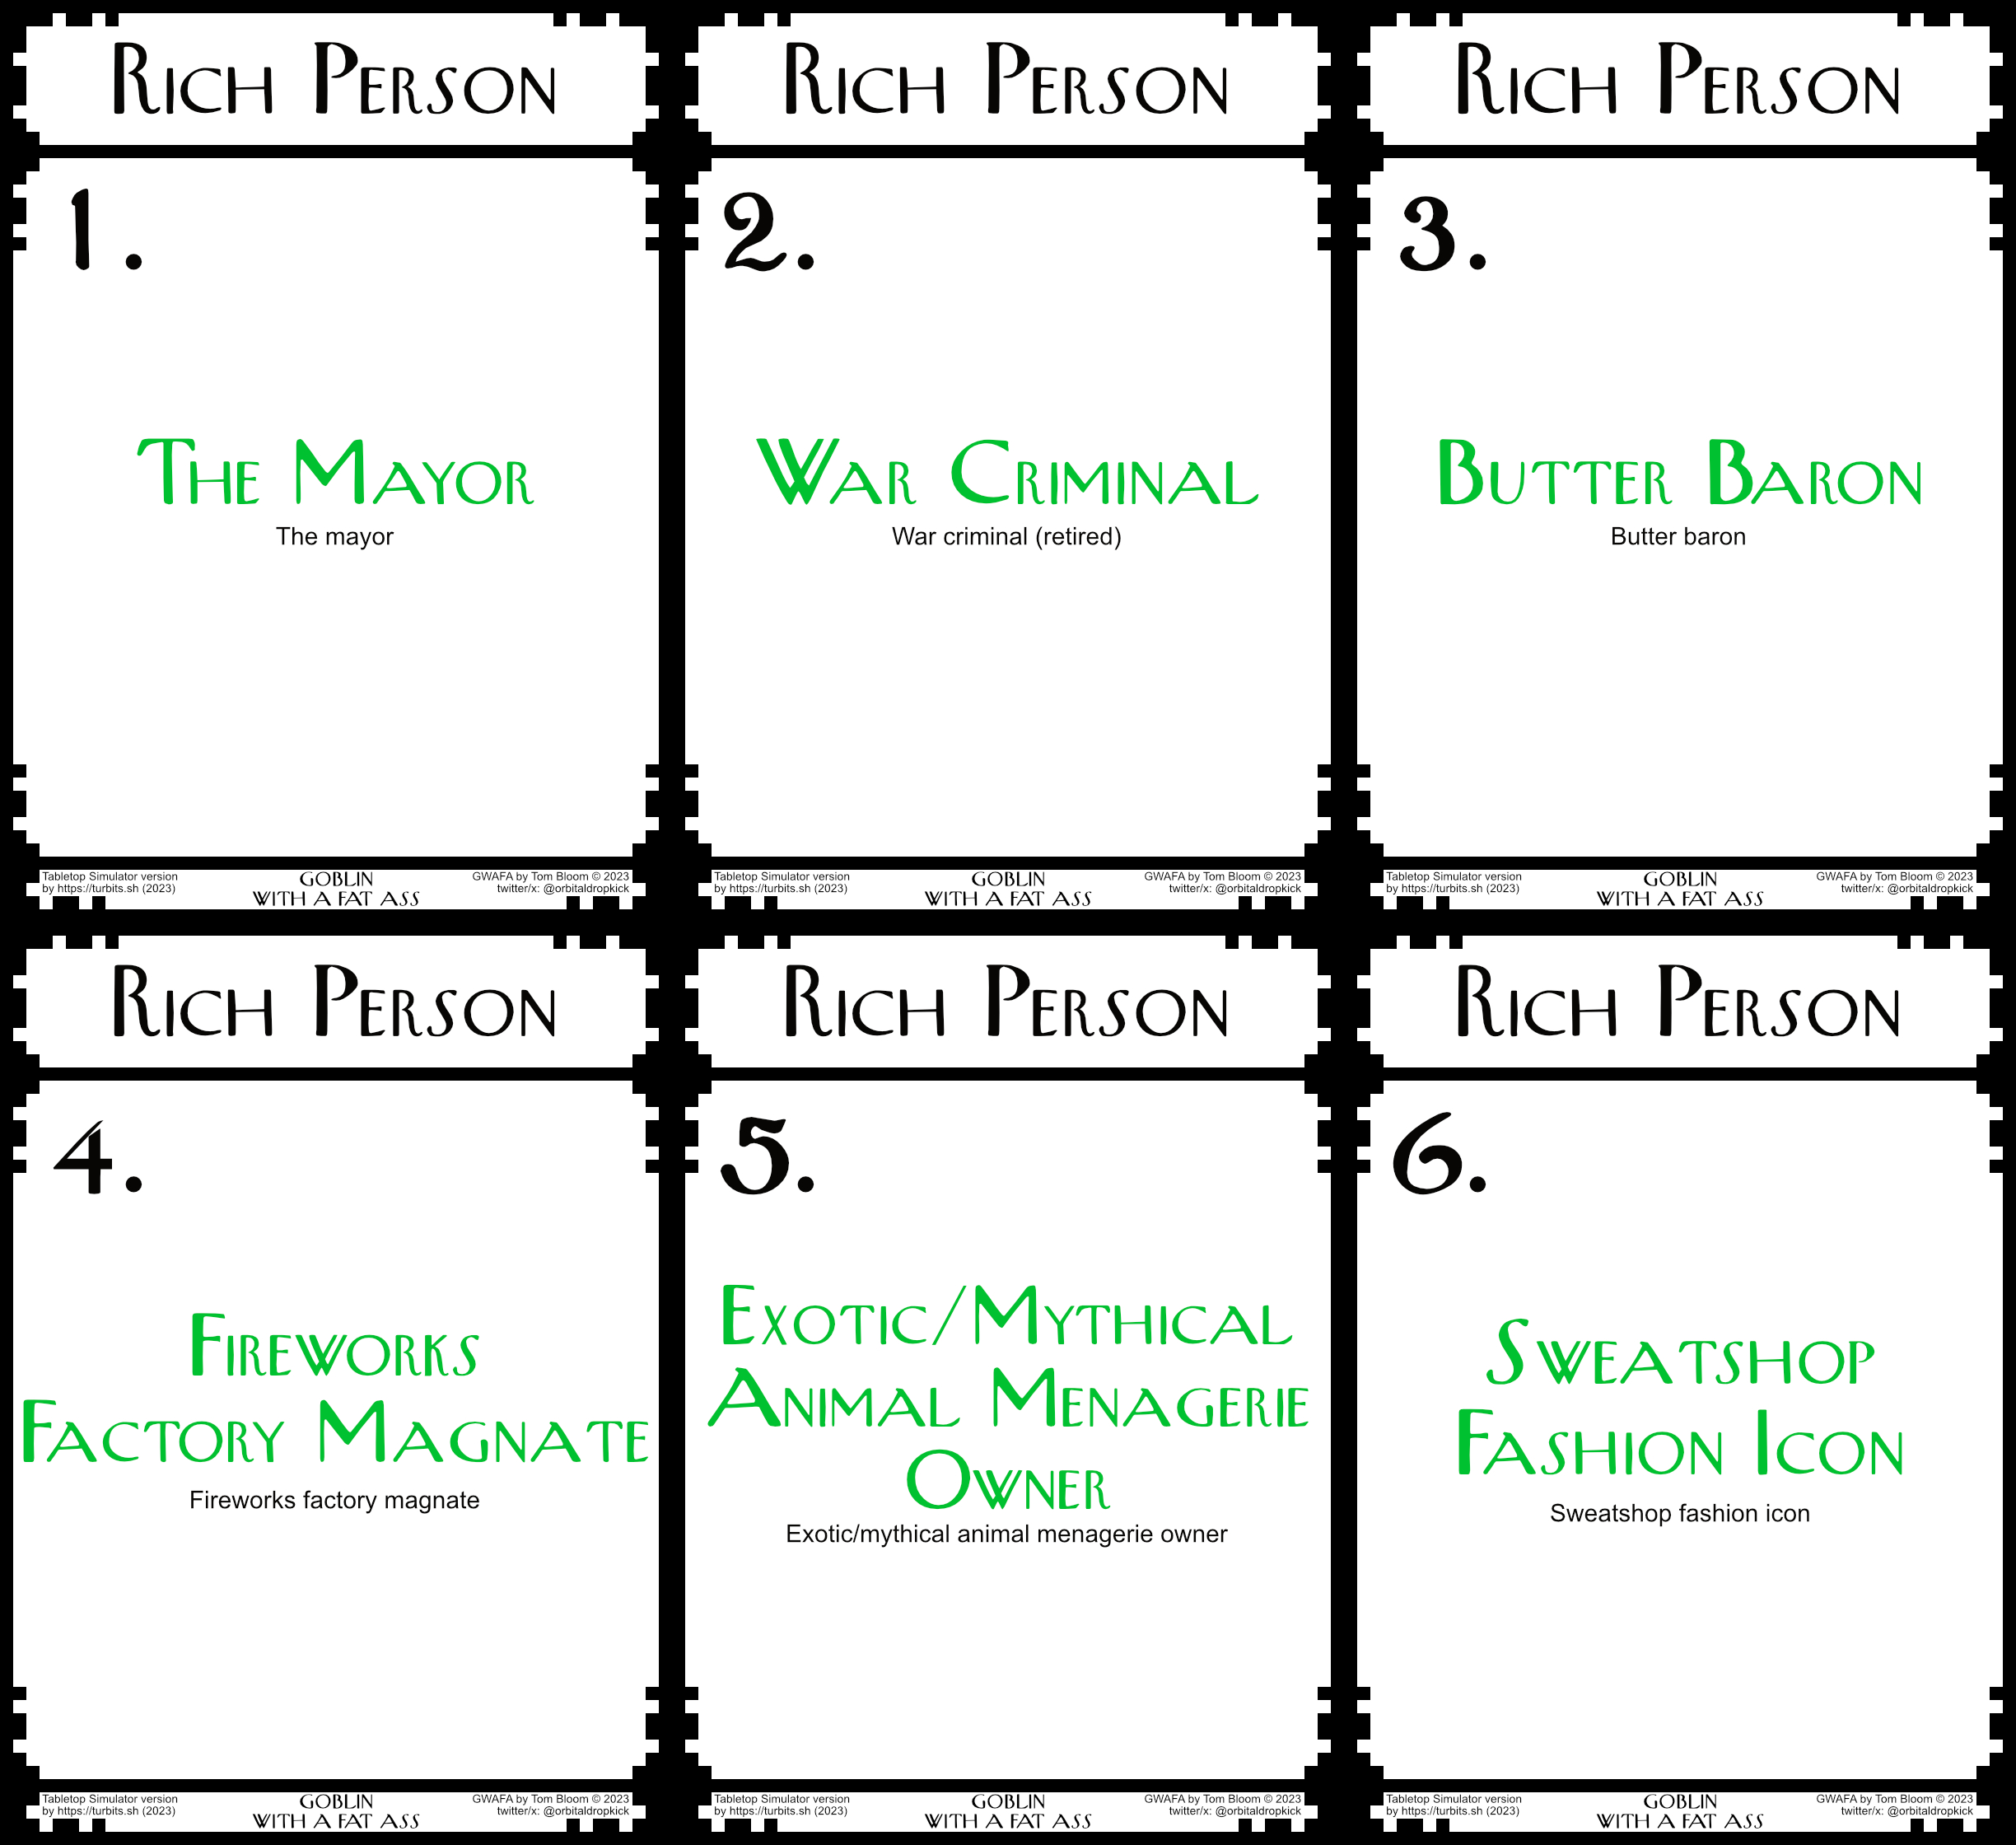 Rich Person
1.
The Mayor
The mayor
Tabletop Simulator version
by https://turbits.sh (2023)
GOBLIN
WITH A FAT ASS
GWAFA by Tom Bloom © 2023
twitter/x: @orbitaldropkick
Rich Person
2.
War Criminal
War criminal (retired)
Tabletop Simulator version
by https://turbits.sh (2023)
GOBLIN
WITH A FAT ASS
GWAFA by Tom Bloom © 2023
twitter/x: @orbitaldropkick
Rich Person
3.
Butter Baron
Butter baron
Tabletop Simulator version
by https://turbits.sh (2023)
GOBLIN
WITH A FAT ASS
GWAFA by Tom Bloom © 2023
twitter/x: @orbitaldropkick
Rich Person
4.
Fireworks
Factory Magnate
Fireworks factory magnate
Tabletop Simulator version
by https://turbits.sh (2023)
GOBLIN
WITH A FAT ASS
GWAFA by Tom Bloom © 2023
twitter/x: @orbitaldropkick
Rich Person
5.
Exotic/Mythical
Animal Menagerie
Owner
Exotic/mythical animal menagerie owner
Tabletop Simulator version
by https://turbits.sh (2023)
GOBLIN
WITH A FAT ASS
GWAFA by Tom Bloom © 2023
twitter/x: @orbitaldropkick
Rich Person
6.
Sweatshop
Fashion Icon
Sweatshop fashion icon
Tabletop Simulator version
by https://turbits.sh (2023)
GOBLIN
WITH A FAT ASS
GWAFA by Tom Bloom © 2023
twitter/x: @orbitaldropkick